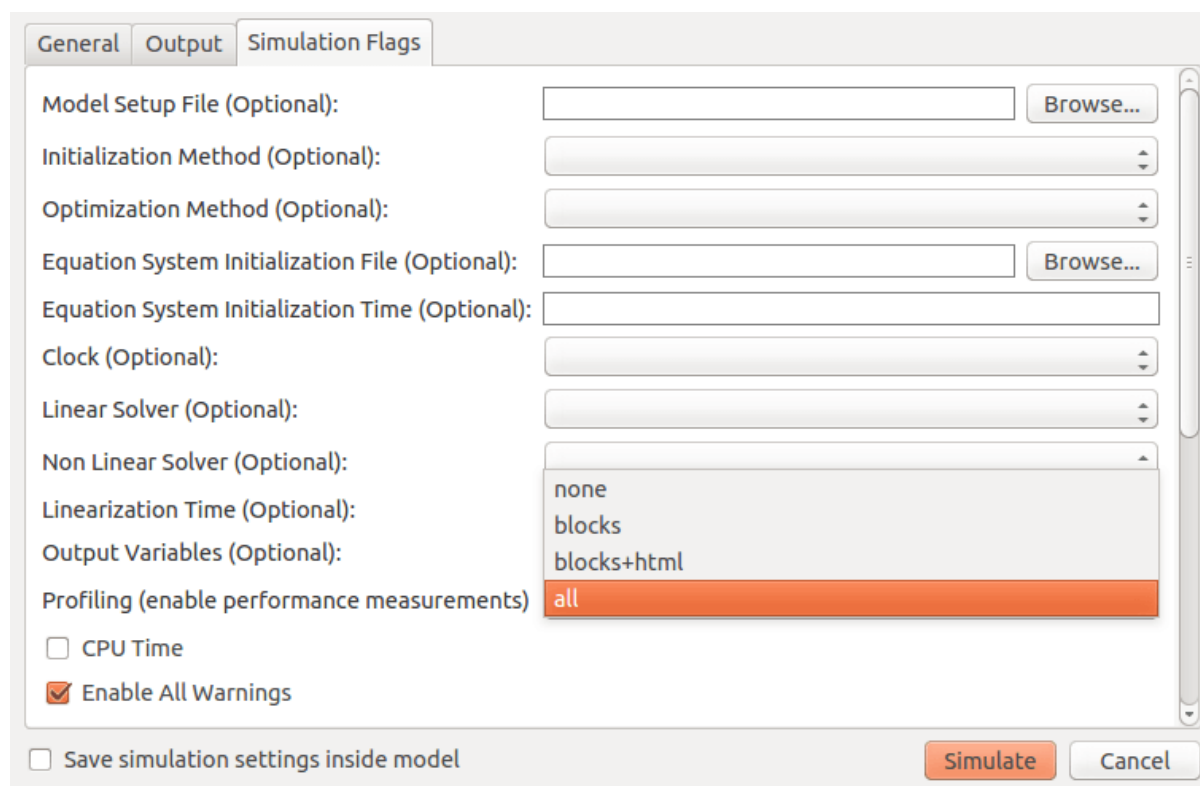 General Output Simulation Flags
Model Setup File (Optional): Browse...
Initialization Method (Optional):
Optimization Method (Optional):
Equation System Initialization File (Optional): Browse...
Equation System Initialization Time (Optional):
Clock (Optional):
Linear Solver (Optional):
Non Linear Solver (Optional):
none
Linearization Time (Optional):
blocks
Output Variables (Optional):
blocks+html
Profiling (enable performance measurements) all
CPU Time
Enable All Warnings
Save simulation settings inside model Simulate Cancel